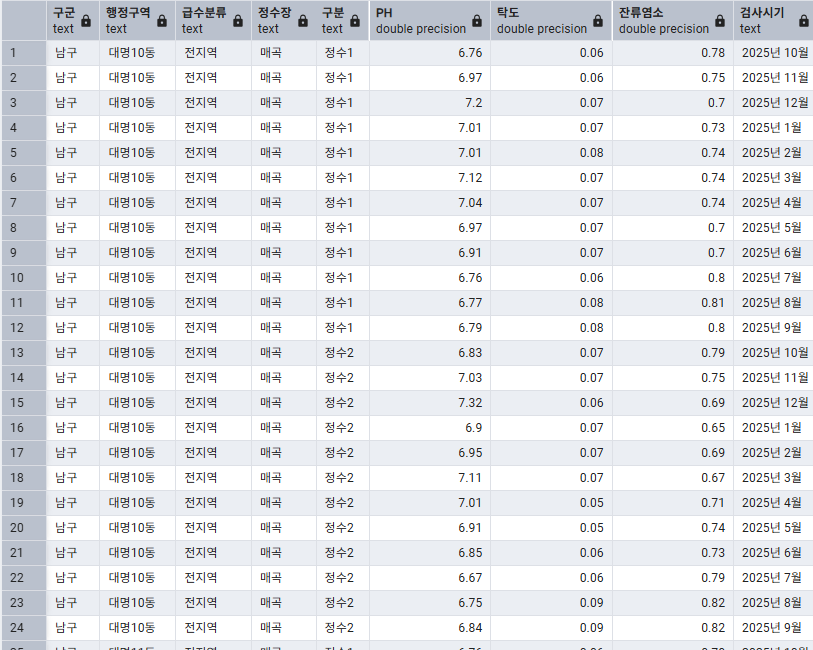 구군 행정구역 급수분류 정수장 구분 PH 탁도 잔류염소 검사시기
text text text text text double precision double precision double precision text
1 남구 대명10동 전지역 매곡 정수1 6.76 0.06 0.78 2025년 10월
2 남구 대명10동 전지역 매곡 정수1 6.97 0.06 0.75 2025년 11월
3 남구 대명10동 전지역 매곡 정수1 7.2 0.07 0.7 2025년 12월
4 남구 대명10동 전지역 매곡 정수1 7.01 0.07 0.73 2025년 1월
5 남구 대명10동 전지역 매곡 정수1 7.01 0.08 0.74 2025년 2월
6 남구 대명10동 전지역 매곡 정수1 7.12 0.07 0.74 2025년 3월
7 남구 대명10동 전지역 매곡 정수1 7.04 0.07 0.74 2025년 4월
8 남구 대명10동 전지역 매곡 정수1 6.97 0.07 0.7 2025년 5월
9 남구 대명10동 전지역 매곡 정수1 6.91 0.07 0.7 2025년 6월
10 남구 대명10동 전지역 매곡 정수1 6.76 0.06 0.8 2025년 7월
11 남구 대명10동 전지역 매곡 정수1 6.77 0.08 0.81 2025년 8월
12 남구 대명10동 전지역 매곡 정수1 6.79 0.08 0.8 2025년 9월
13 남구 대명10동 전지역 매곡 정수2 6.83 0.07 0.79 2025년 10월
14 남구 대명10동 전지역 매곡 정수2 7.03 0.07 0.75 2025년 11월
15 남구 대명10동 전지역 매곡 정수2 7.32 0.06 0.69 2025년 12월
16 남구 대명10동 전지역 매곡 정수2 6.9 0.07 0.65 2025년 1월
17 남구 대명10동 전지역 매곡 정수2 6.95 0.07 0.69 2025년 2월
18 남구 대명10동 전지역 매곡 정수2 7.11 0.07 0.67 2025년 3월
19 남구 대명10동 전지역 매곡 정수2 7.01 0.05 0.71 2025년 4월
20 남구 대명10동 전지역 매곡 정수2 6.91 0.05 0.74 2025년 5월
21 남구 대명10동 전지역 매곡 정수2 6.85 0.06 0.73 2025년 6월
22 남구 대명10동 전지역 매곡 정수2 6.67 0.06 0.79 2025년 7월
23 남구 대명10동 전지역 매곡 정수2 6.75 0.09 0.82 2025년 8월
24 남구 대명10동 전지역 매곡 정수2 6.84 0.09 0.82 2025년 9월